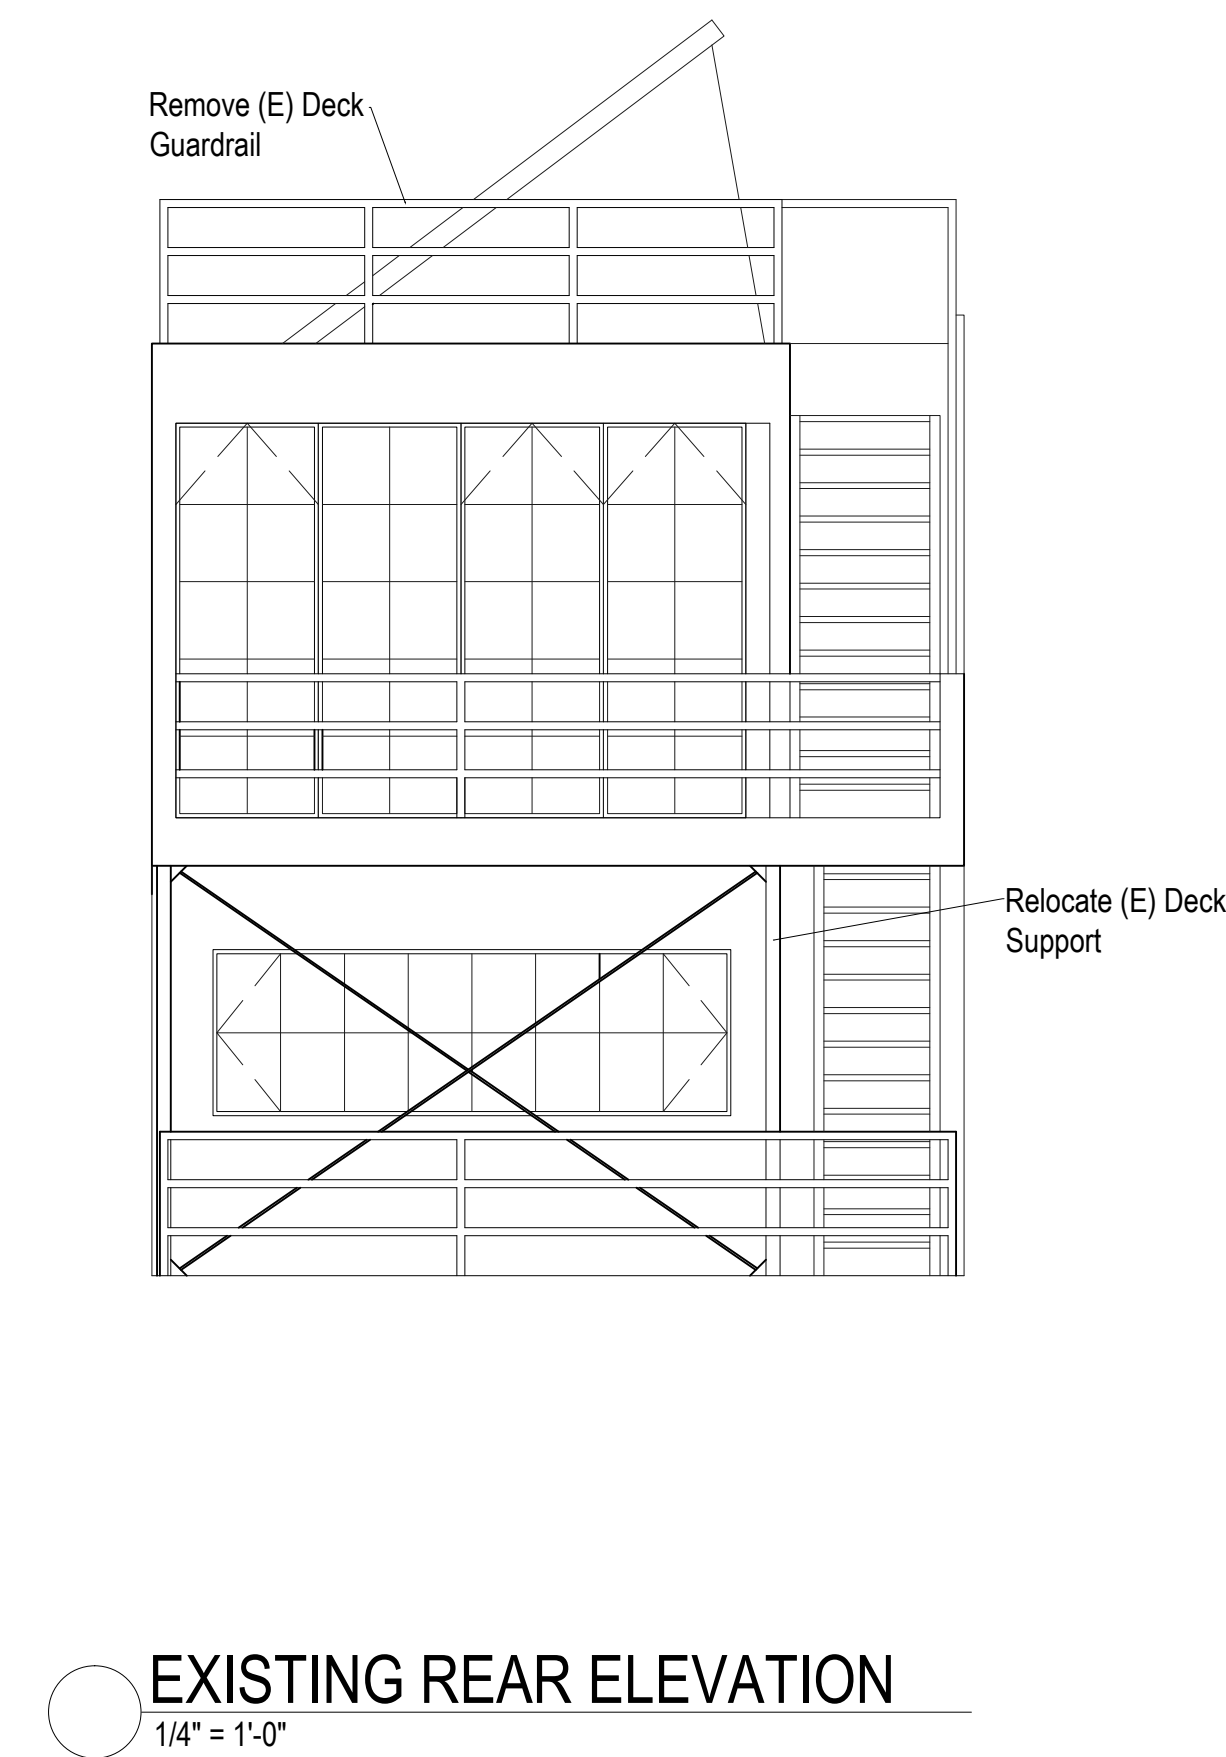 Remove (E) Deck
Guardrail
Relocate (E) Deck
Support
EXISTING REAR ELEVATION
1/4" = 1'-0"